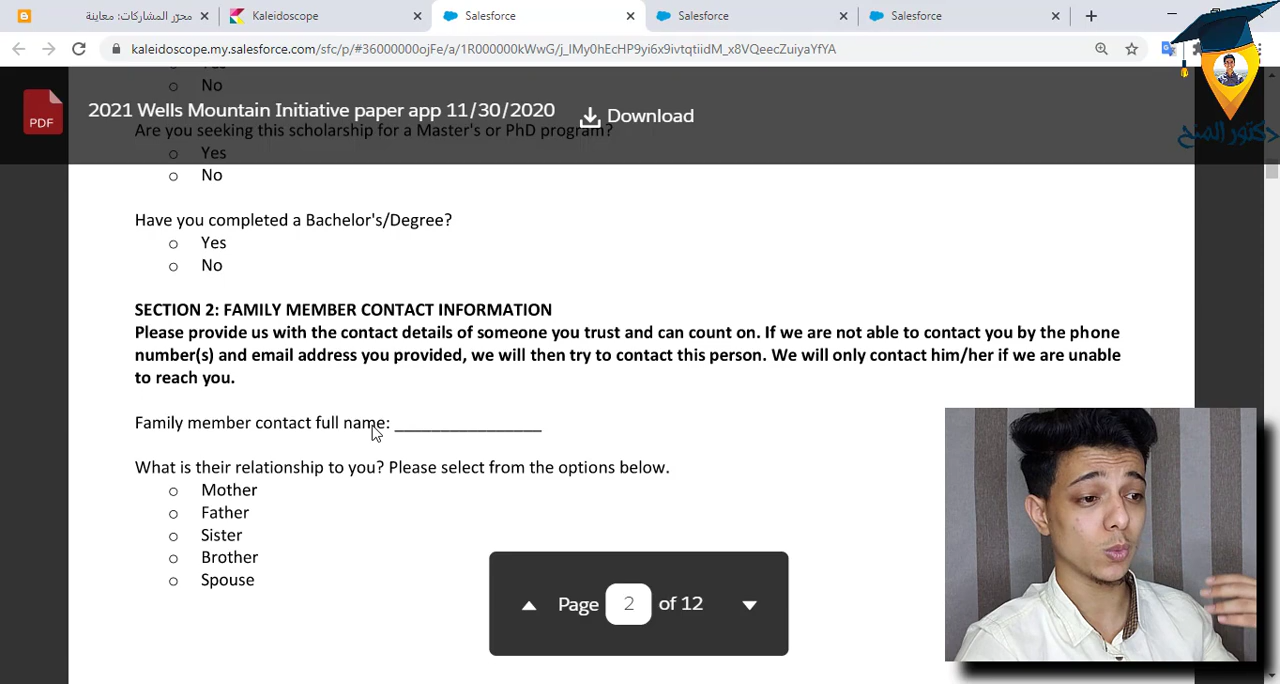 محرّر المشاركات: معاينة
Kaleidoscope
Salesforce
Salesforce
Salesforce
kaleidoscope.my.salesforce.com/sfc/p/#36000000ojFe/a/1R000000kWwG/j_IMy0hEcHP9yi6x9ivtqtiidM_x8VQeecZuiyaYfYA
No
PDF
2021 Wells Mountain Initiative paper app 11/30/2020
Download
Are you seeking this scholarship for a Master's or PhD program?
Yes
No
دكتور المنح
Have you completed a Bachelor's/Degree?
Yes
No
SECTION 2: FAMILY MEMBER CONTACT INFORMATION
Please provide us with the contact details of someone you trust and can count on. If we are not able to contact you by the phone
number(s) and email address you provided, we will then try to contact this person. We will only contact him/her if we are unable
to reach you.
Family member contact full name: ________________
What is their relationship to you? Please select from the options below.
Mother
Father
Sister
Brother
Spouse
Page 2 of 12